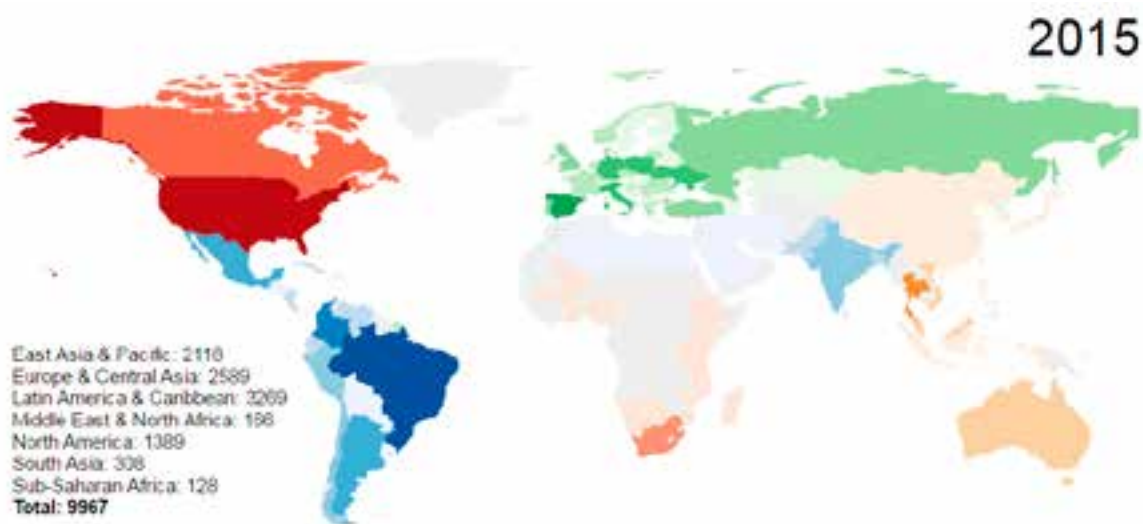 2015
East Asia & Pacific: 2118
Europe & Central Asia: 2589
Latin America & Caribbean: 3269
Middle East & North Africa: 166
North America: 1389
South Asia: 308
Sub-Saharan Africa: 128
Total: 9967